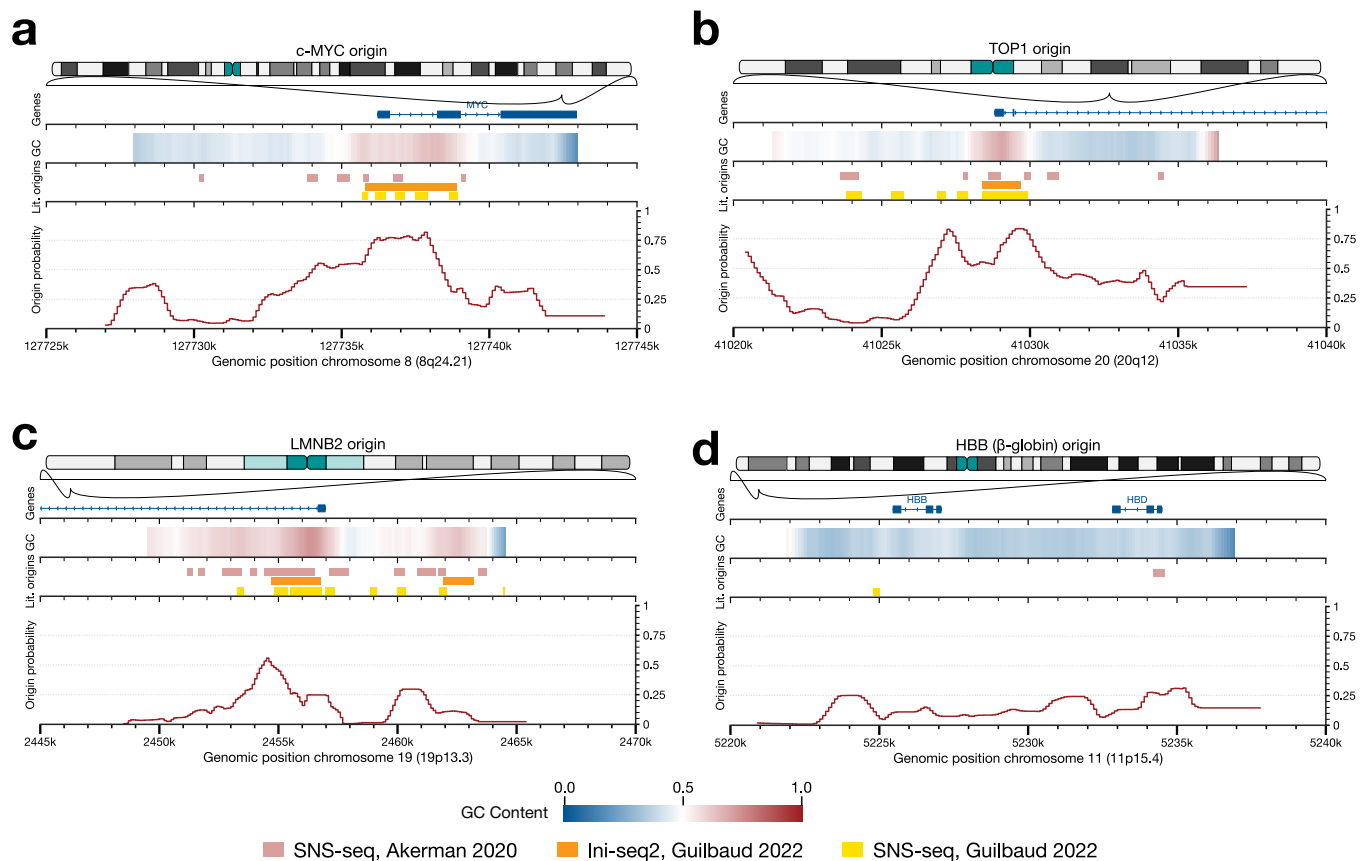 a
c-MYC origin
Genes
MYC
GC
Lit. origins
Origin probability
1
0.75
0.5
0.25
0
127725k 127730k 127735k 127740k 127745k
Genomic position chromosome 8 (8q24.21)
b
TOP1 origin
Genes
GC
Lit. origins
Origin probability
1
0.75
0.5
0.25
0
41020k 41025k 41030k 41035k 41040k
Genomic position chromosome 20 (20q12)
c
LMNB2 origin
Genes
GC
Lit. origins
Origin probability
1
0.75
0.5
0.25
0
2445k 2450k 2455k 2460k 2465k 2470k
Genomic position chromosome 19 (19p13.3)
d
HBB (β-globin) origin
Genes
HBB HBD
GC
Lit. origins
Origin probability
1
0.75
0.5
0.25
0
5220k 5225k 5230k 5235k 5240k
Genomic position chromosome 11 (11p15.4)
0.0 0.5 1.0
GC Content
SNS-seq, Akerman 2020 Ini-seq2, Guilbaud 2022 SNS-seq, Guilbaud 2022